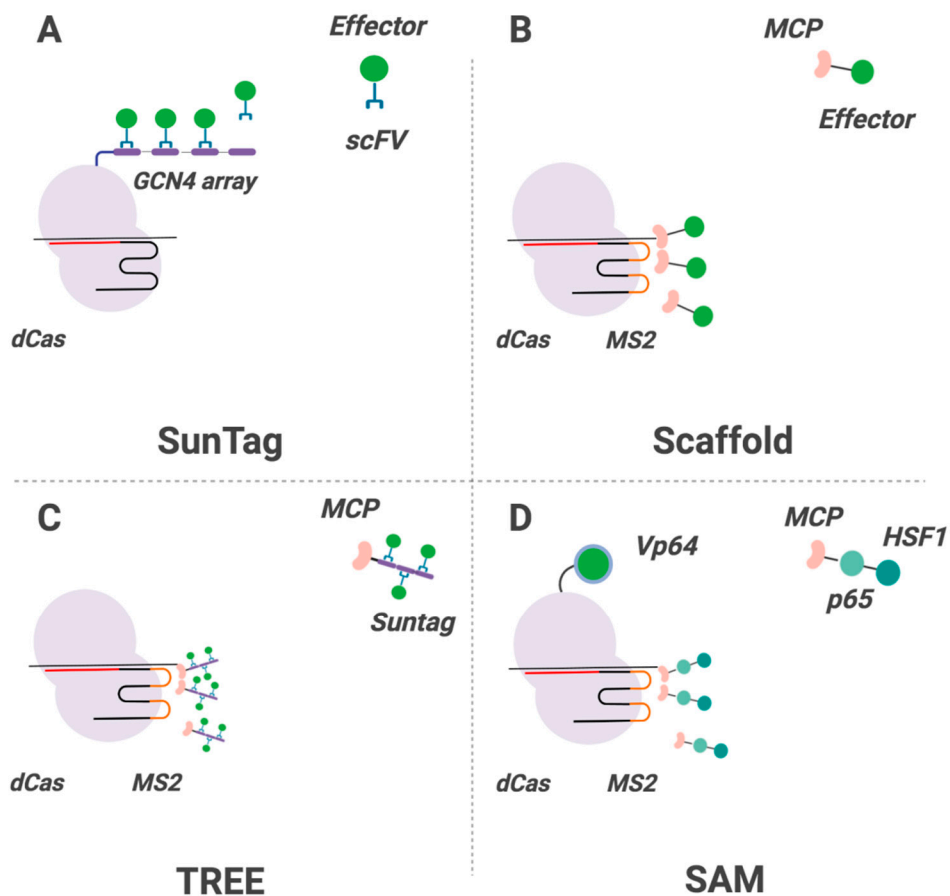 A
Effector
scFV
GCN4 array
dCas
SunTag
B
MCP
Effector
dCas MS2
Scaffold
C
MCP
Suntag
dCas MS2
TREE
D
Vp64
MCP
HSF1
p65
dCas MS2
SAM